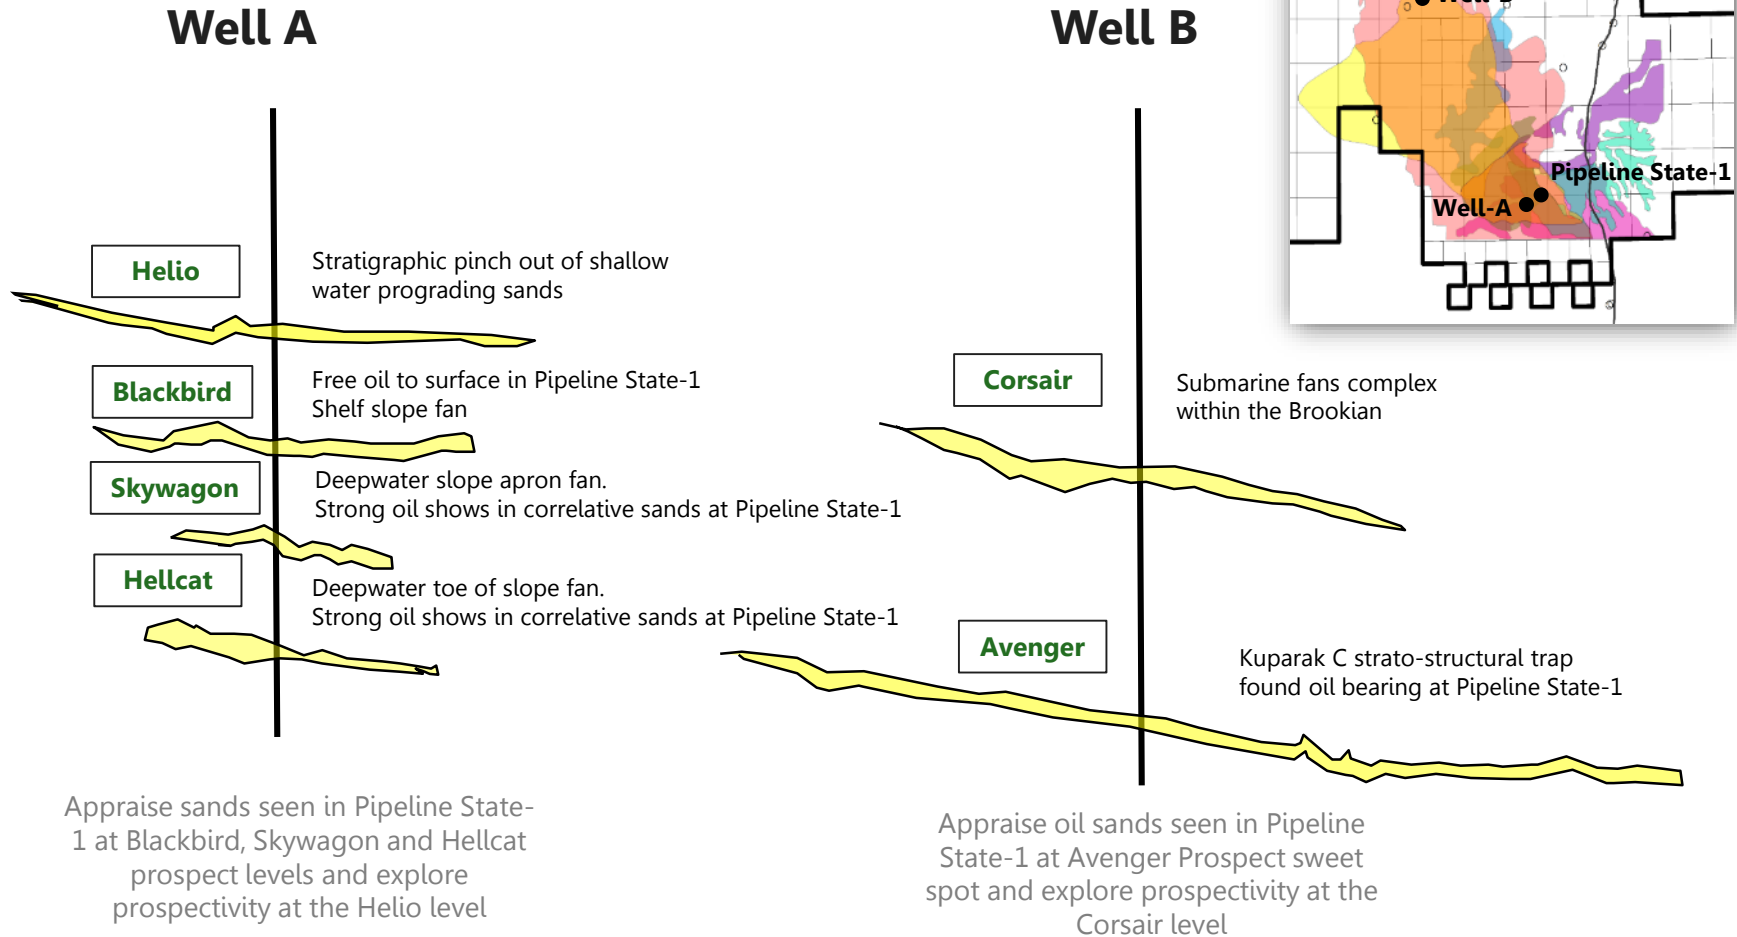 Well A
Helio
Stratigraphic pinch out of shallow
water prograding sands
Blackbird
Free oil to surface in Pipeline State-1
Shelf slope fan
Skywagon
Deepwater slope apron fan.
Strong oil shows in correlative sands at Pipeline State-1
Hellcat
Deepwater toe of slope fan.
Strong oil shows in correlative sands at Pipeline State-1
Appraise sands seen in Pipeline State-
1 at Blackbird, Skywagon and Hellcat
prospect levels and explore
prospectivity at the Helio level
Well B
Corsair
Submarine fans complex
within the Brookian
Avenger
Kuparak C strato-structural trap
found oil bearing at Pipeline State-1
Appraise oil sands seen in Pipeline
State-1 at Avenger Prospect sweet
spot and explore prospectivity at the
Corsair level
Pipeline State-1
Well-A